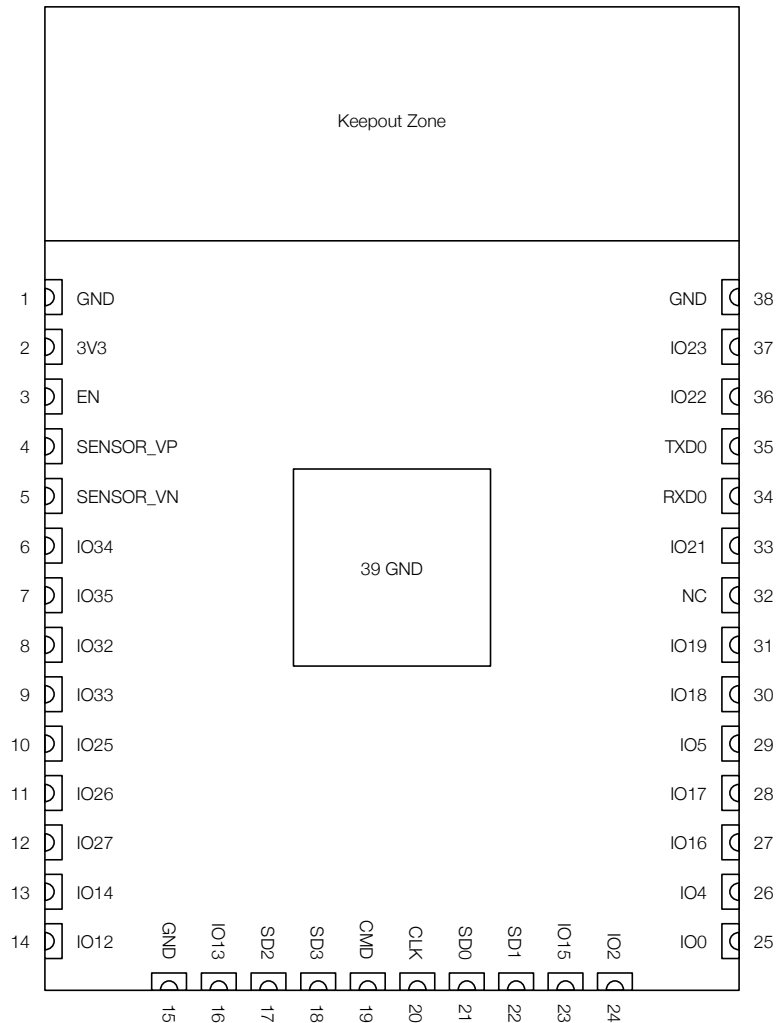 Keepout Zone
1 GND
2 3V3
3 EN
4 SENSOR_VP
5 SENSOR_VN
6 IO34
7 IO35
8 IO32
9 IO33
10 IO25
11 IO26
12 IO27
13 IO14
14 IO12
39 GND
GND 38
IO23 37
IO22 36
TXD0 35
RXD0 34
IO21 33
NC 32
IO19 31
IO18 30
IO5 29
IO17 28
IO16 27
IO4 26
IO0 25
GND 15
IO13 16
SD2 17
SD3 18
CMD 19
CLK 20
SD0 21
SD1 22
IO15 23
IO2 24